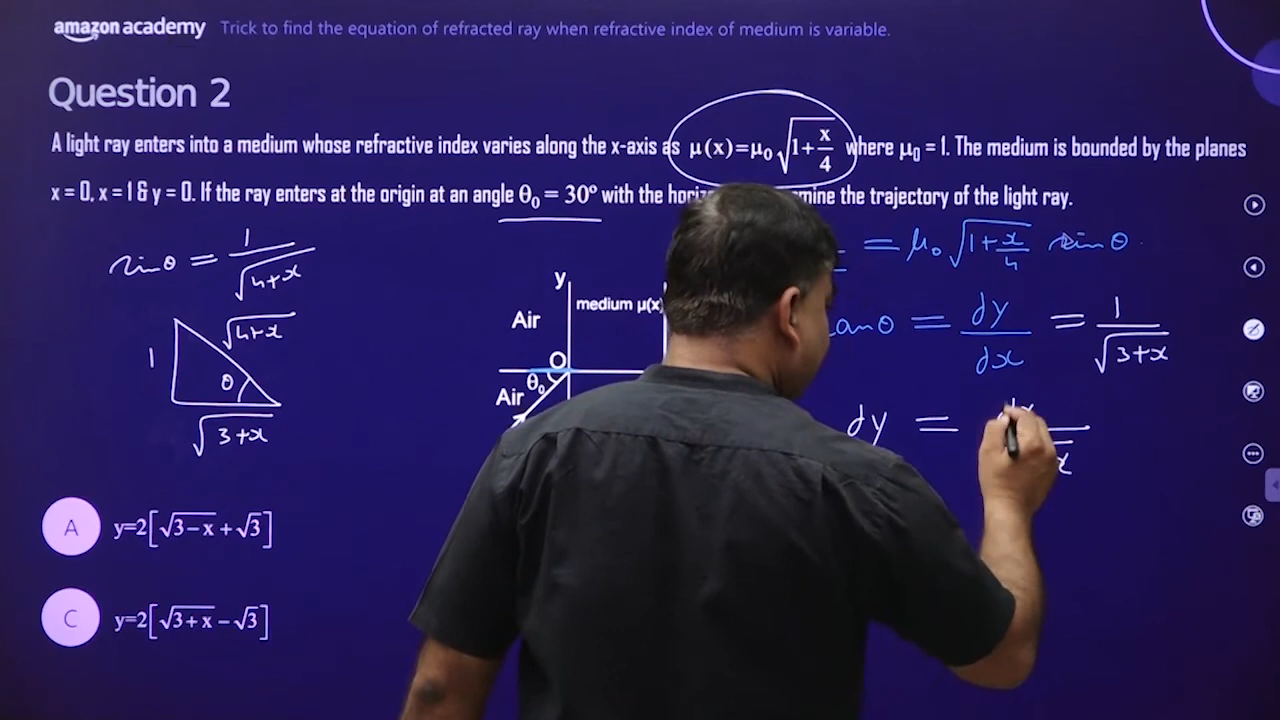 amazon academy Trick to find the equation of refracted ray when refractive index of medium is variable.
Question 2
A light ray enters into a medium whose refractive index varies along the x-axis as μ(x)=μ₀√(1+x/4) where μ₀ = 1. The medium is bounded by the planes
x = 0, x = 1 & y = 0. If the ray enters at the origin at an angle θ₀ = 30° with the mine the trajectory of the light ray.
sinθ = 1/√(4+x)
= μ₀ √(1+x/4) sinθ
y
medium μ(x)
Air
O
θ₀
Air
1
√(4+x)
θ
√(3+x)
anθ = dy/dx = 1/√(3+x)
dy =
x
A y=2[√(3−x)+√3]
C y=2[√(3+x)−√3]